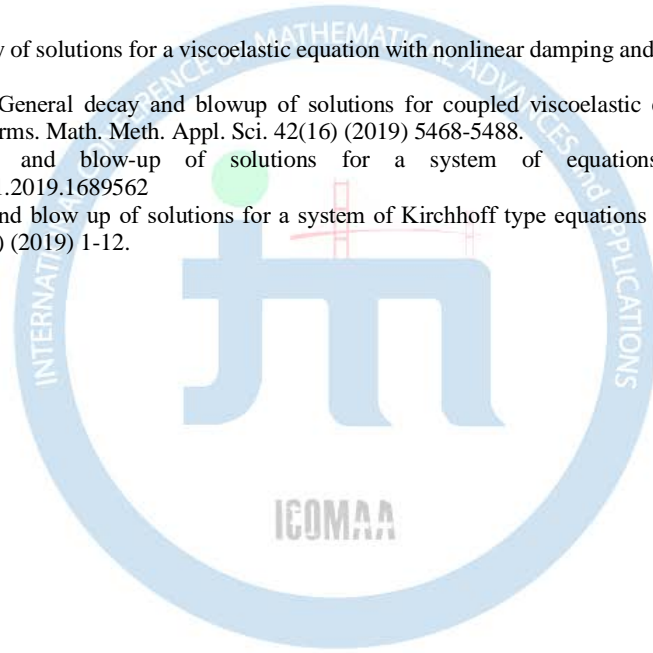 y of solutions for a viscoelastic equation with nonlinear damping and
General decay and blowup of solutions for coupled viscoelastic
rms. Math. Meth. Appl. Sci. 42(16) (2019) 5468-5488.
and blow-up of solutions for a system of equations
.2019.1689562
nd blow up of solutions for a system of Kirchhoff type equations
) (2019) 1-12.
INTERNATIONAL CONFERENCE OF MATHEMATICAL ADVANCES and APPLICATIONS
ICOMAA